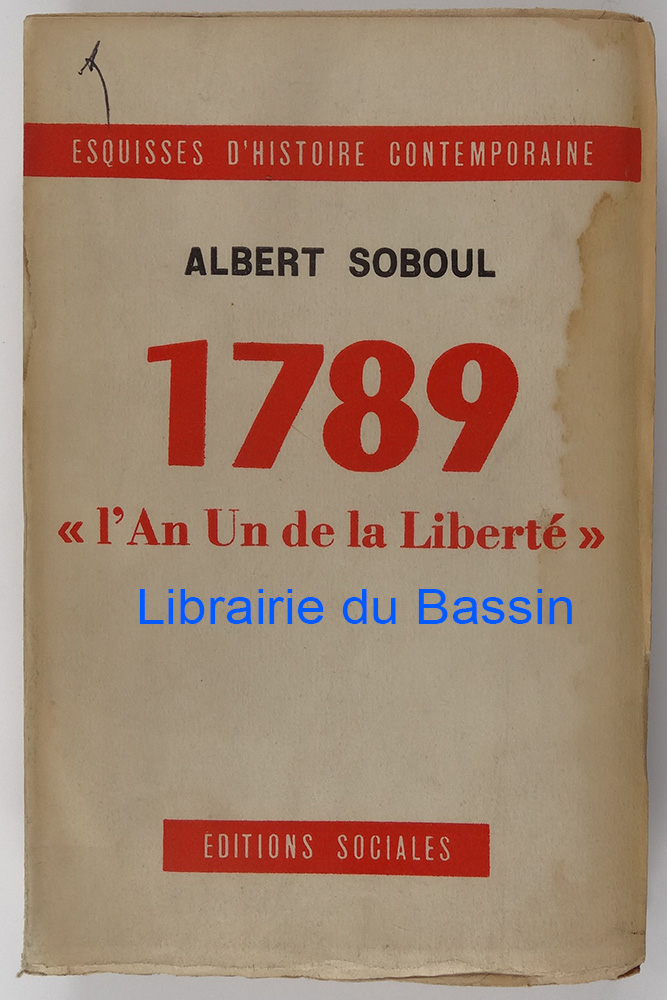 ESQUISSES D'HISTOIRE CONTEMPORAINE
ALBERT SOBOUL
1789
« l'An Un de la Liberté »
Librairie du Bassin
EDITIONS SOCIALES